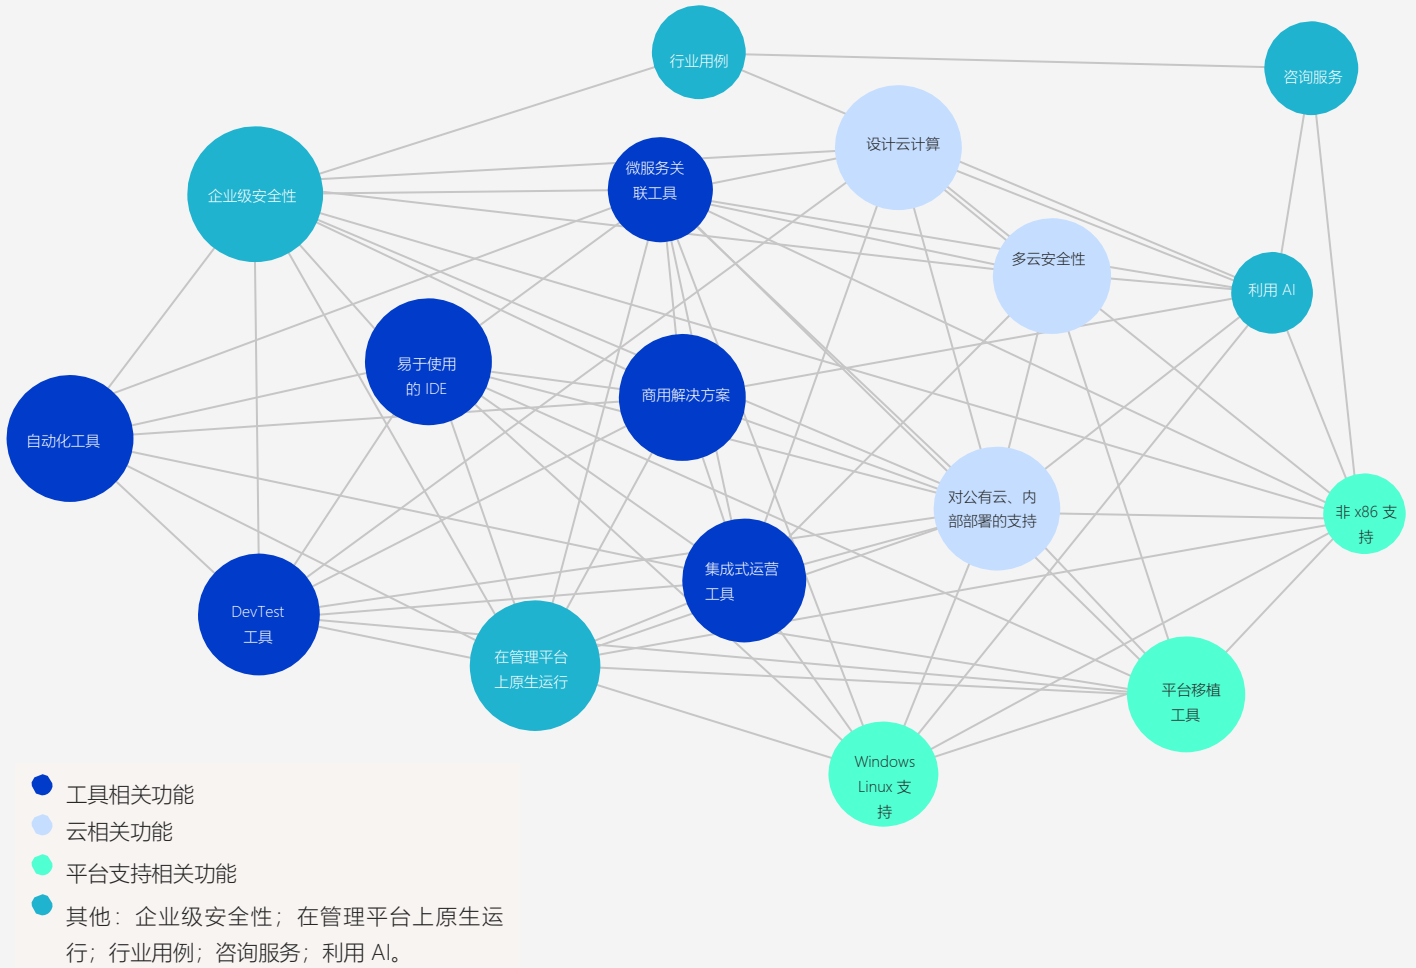 行业用例
咨询服务
设计云计算
微服务关
联工具
企业级安全性
多云安全性
利用 AI
易于使用
的 IDE
商用解决方案
自动化工具
对公有云、内
部部署的支持
非 x86 支
持
集成式运营
工具
DevTest
工具
在管理平台
上原生运行
平台移植
工具
Windows
Linux 支
持
工具相关功能
云相关功能
平台支持相关功能
其他：企业级安全性；在管理平台上原生运
行；行业用例；咨询服务；利用 AI。